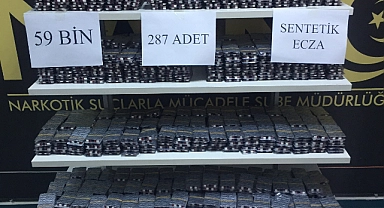 59 BİN
287 ADET
SENTETİK
ECZA
NARKOTİK SUÇLARLA MÜCADELE ŞUBE MÜDÜRLÜĞ